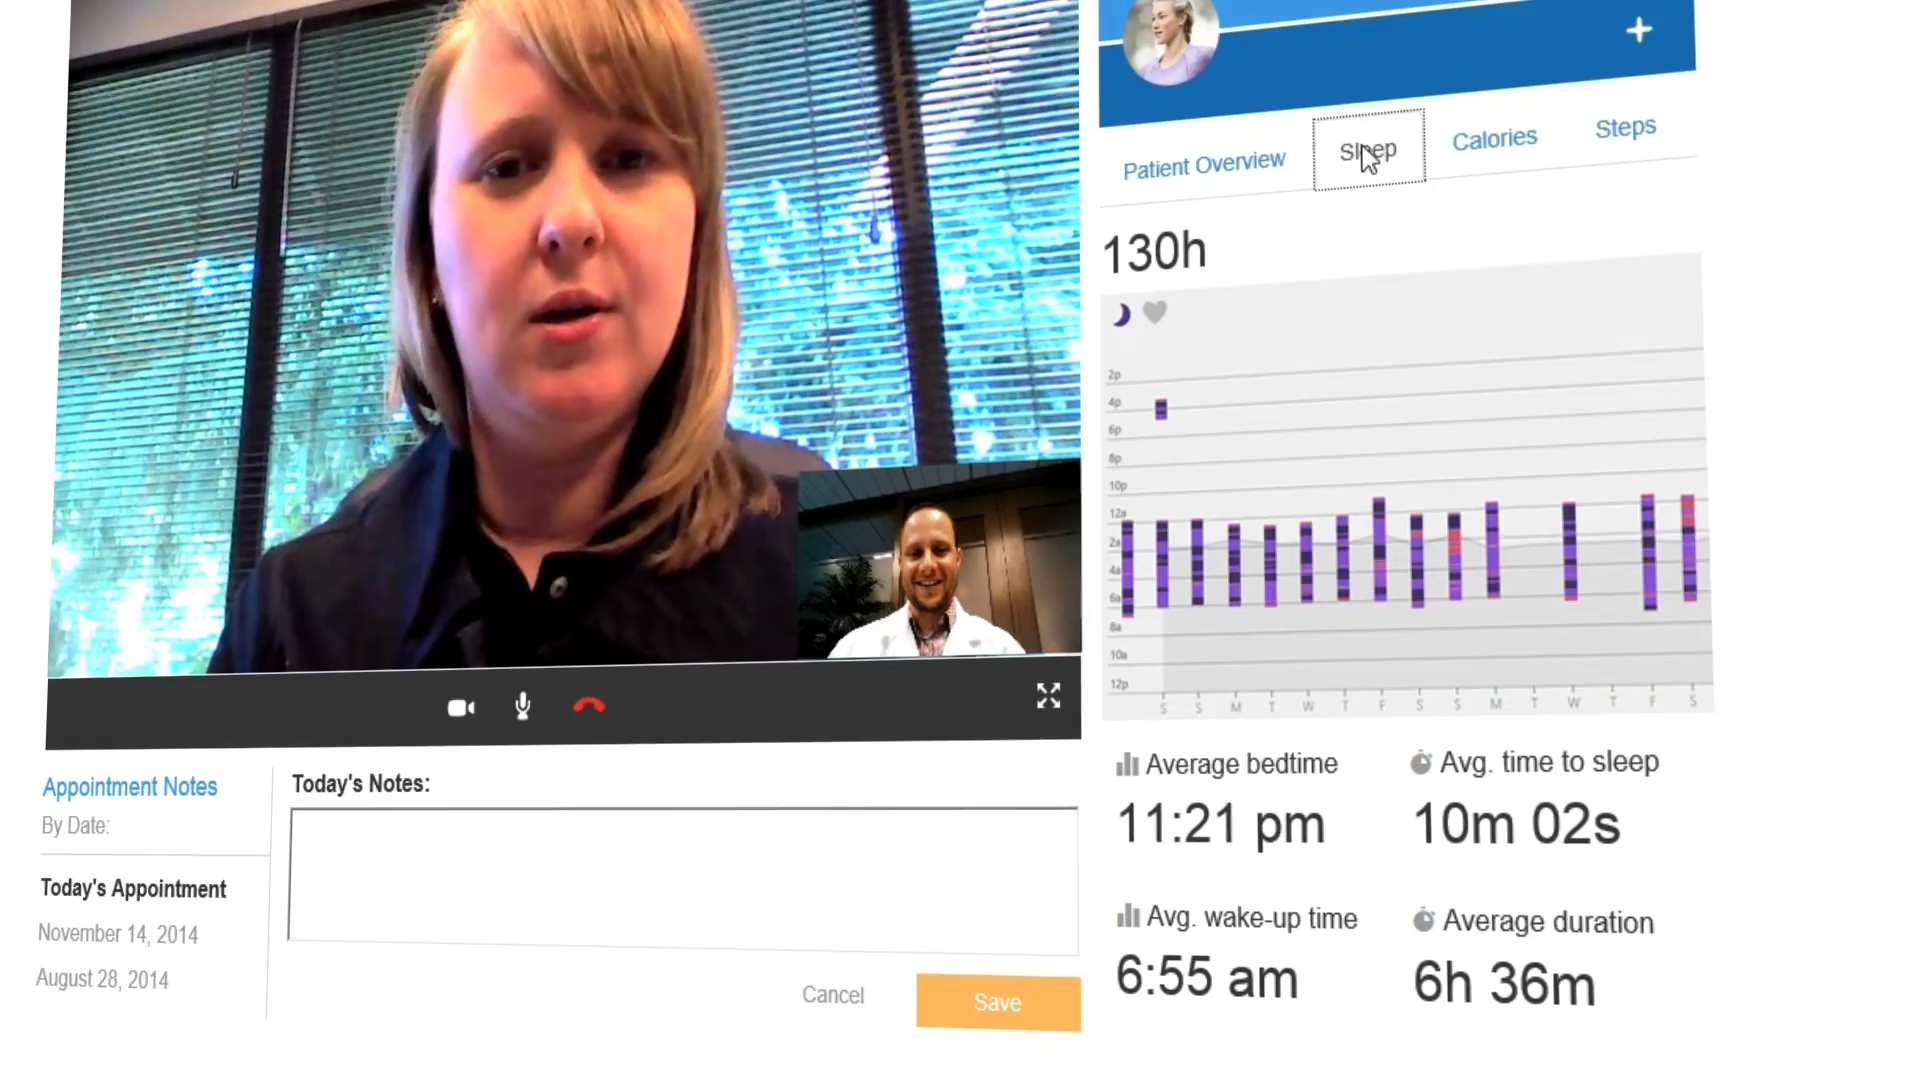 Patient Overview
Sleep
Calories
Steps
130h
2p
4p
6p
8p
10p
12a
2a
4a
6a
8a
10a
12p
S S M T W T F S S M T W T F S
Average bedtime
11:21 pm
Avg. time to sleep
10m 02s
Avg. wake-up time
6:55 am
Average duration
6h 36m
Appointment Notes
By Date:
Today's Appointment
November 14, 2014
August 28, 2014
Today's Notes:
Cancel
Save